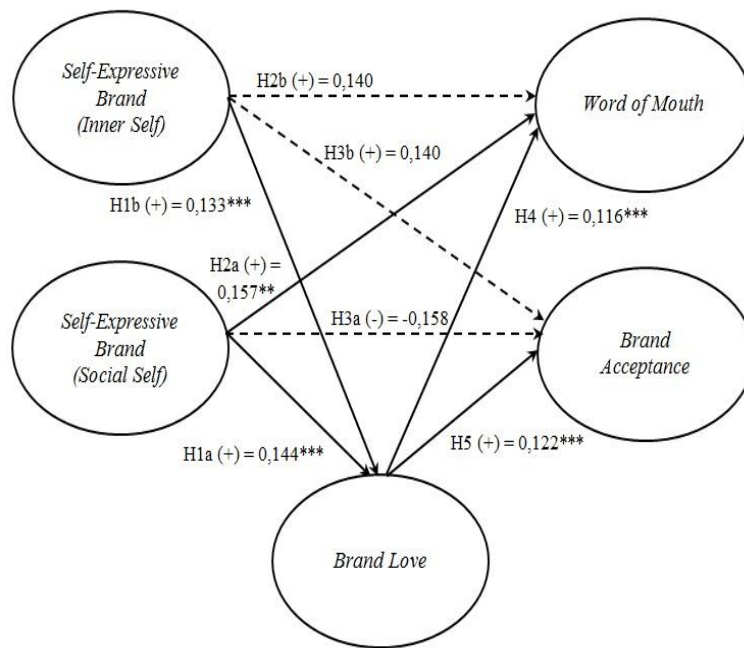 Self-Expressive
Brand
(Inner Self)
H2b (+) = 0,140
Word of Mouth
H3b (+) = 0,140
H1b (+) = 0,133***
H4 (+) = 0,116***
H2a (+) =
0,157**
Self-Expressive
Brand
(Social Self)
H3a (-) = -0,158
Brand
Acceptance
H1a (+) = 0,144***
H5 (+) = 0,122***
Brand Love